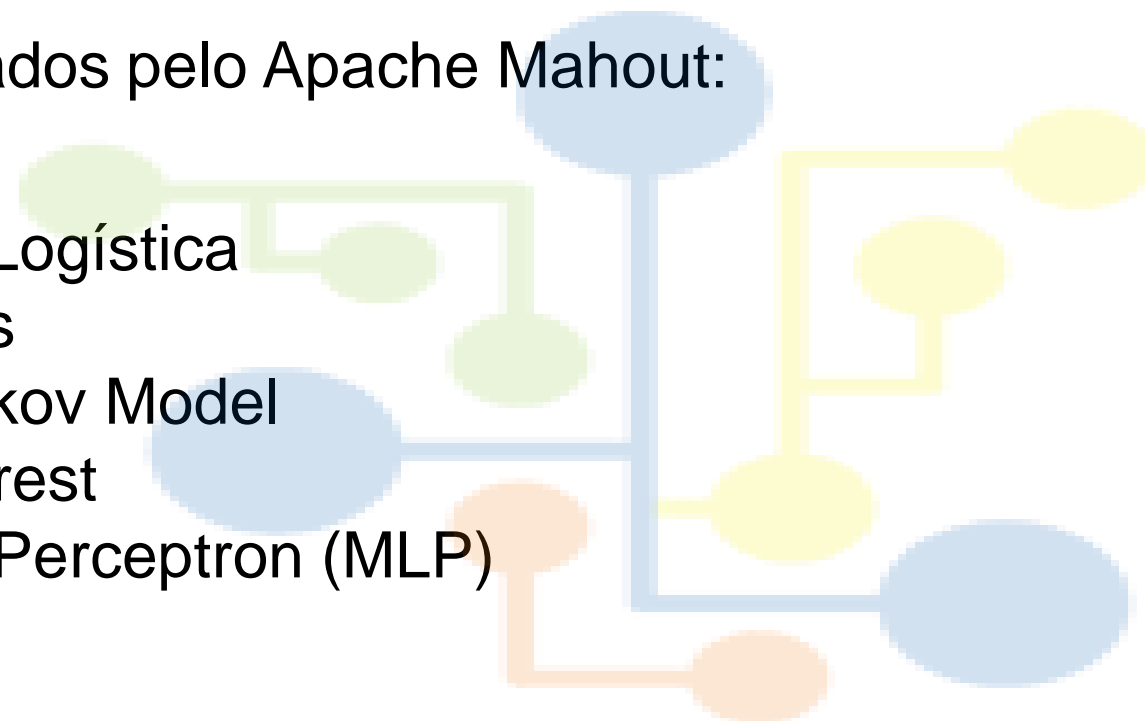 ados pelo Apache Mahout:
Logística
s
kov Model
rest
Perceptron (MLP)